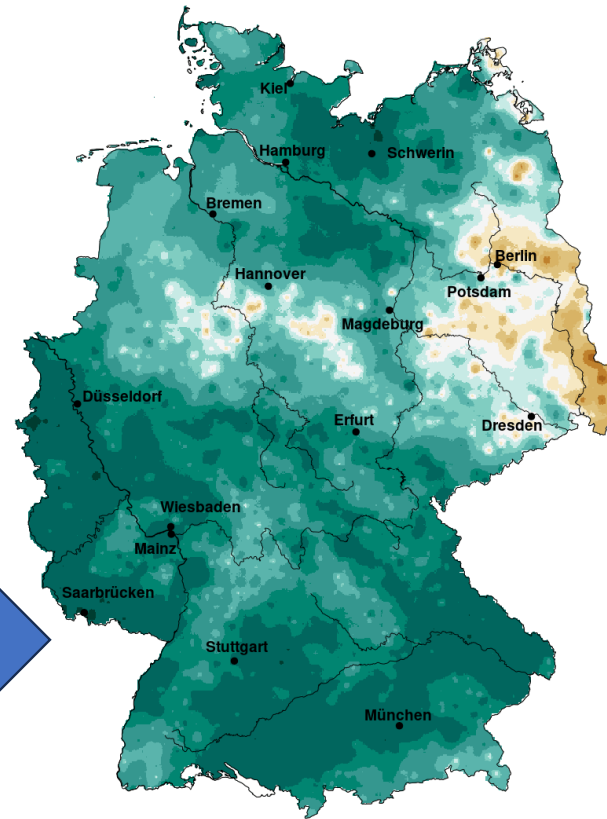 Kiel
Hamburg
Schwerin
Bremen
Berlin
Hannover
Potsdam
Magdeburg
Düsseldorf
Erfurt
Dresden
Wiesbaden
Mainz
Saarbrücken
Stuttgart
München